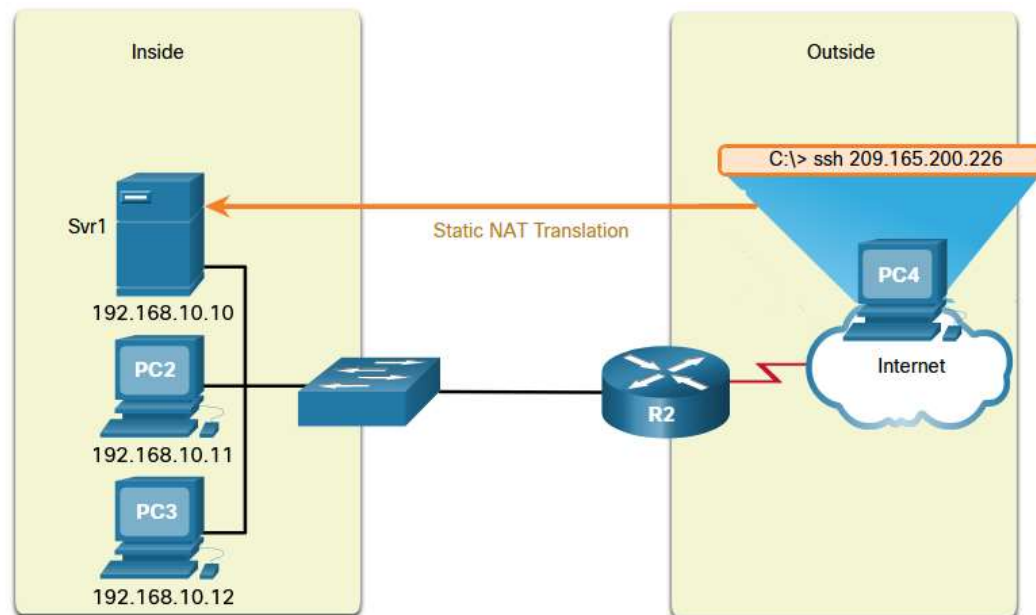 Inside
Outside
C:\> ssh 209.165.200.226
Svr1
Static NAT Translation
192.168.10.10
PC4
PC2
Internet
R2
192.168.10.11
PC3
192.168.10.12